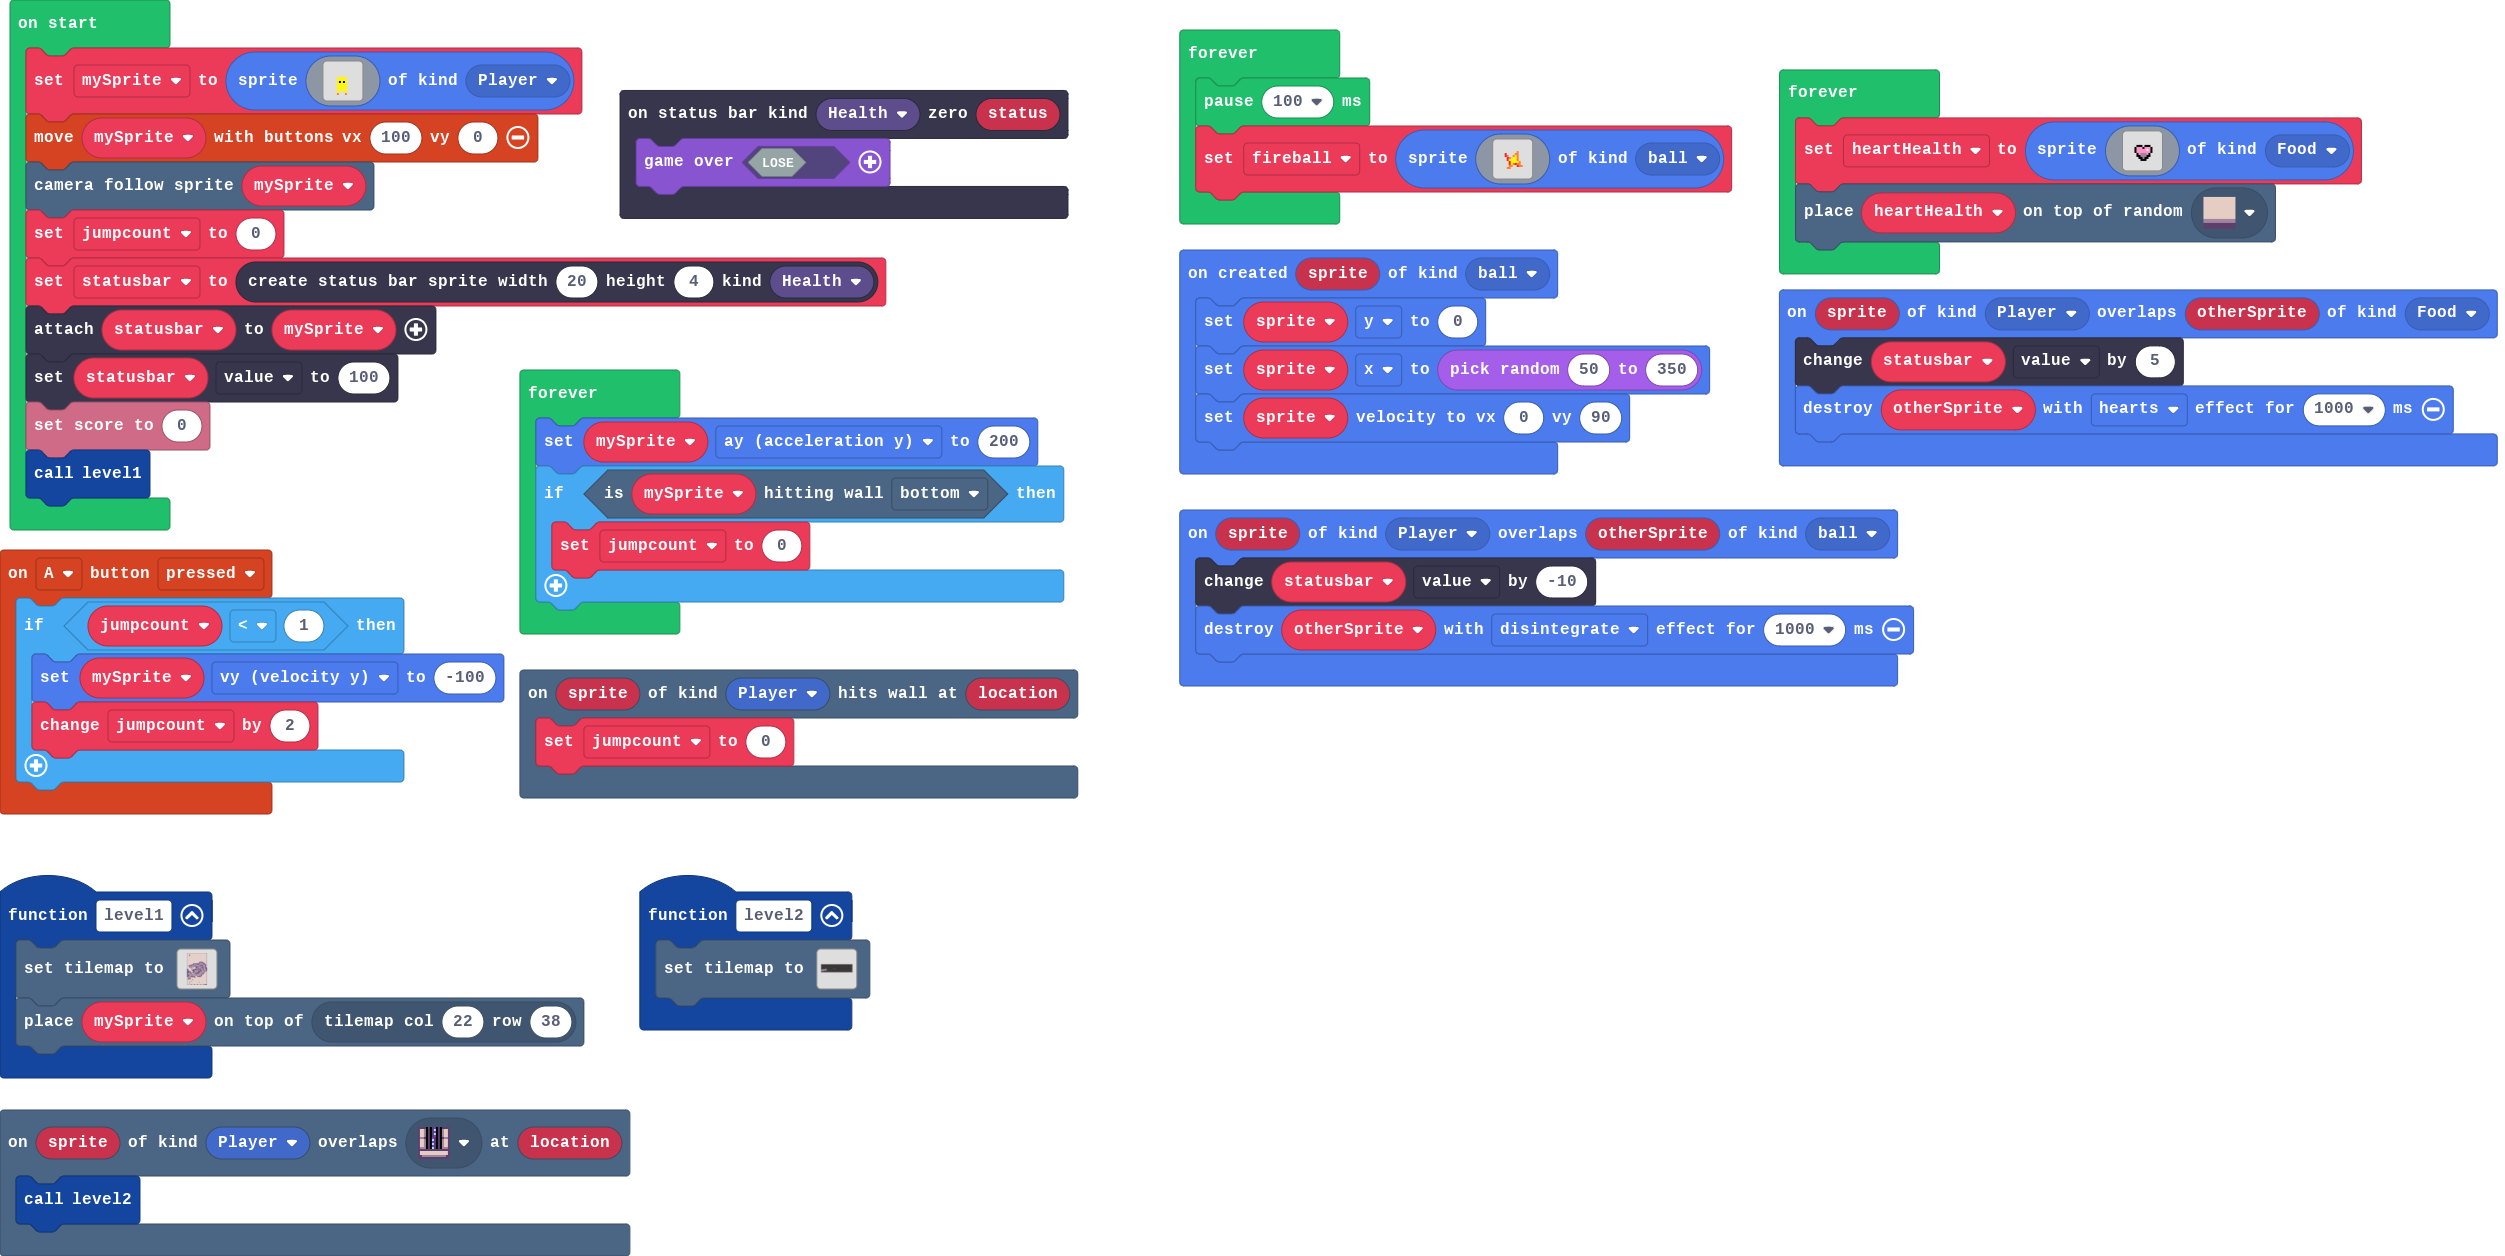 on start
set mySprite to sprite of kind Player
move mySprite with buttons vx 100 vy 0
camera follow sprite mySprite
set jumpcount to 0
set statusbar to create status bar sprite width 20 height 4 kind Health
attach statusbar to mySprite
set statusbar value to 100
set score to 0
call level1
on A button pressed
if jumpcount < 1 then
set mySprite vy (velocity y) to -100
change jumpcount by 2
on status bar kind Health zero status
game over LOSE
forever
set mySprite ay (acceleration y) to 200
if is mySprite hitting wall bottom then
set jumpcount to 0
on sprite of kind Player hits wall at location
set jumpcount to 0
function level1
set tilemap to
place mySprite on top of tilemap col 22 row 38
function level2
set tilemap to
on sprite of kind Player overlaps at location
call level2
forever
pause 100 ms
set fireball to sprite of kind ball
on created sprite of kind ball
set sprite y to 0
set sprite x to pick random 50 to 350
set sprite velocity to vx 0 vy 90
on sprite of kind Player overlaps otherSprite of kind ball
change statusbar value by -10
destroy otherSprite with disintegrate effect for 1000 ms
forever
set heartHealth to sprite of kind Food
place heartHealth on top of random
on sprite of kind Player overlaps otherSprite of kind Food
change statusbar value by 5
destroy otherSprite with hearts effect for 1000 ms